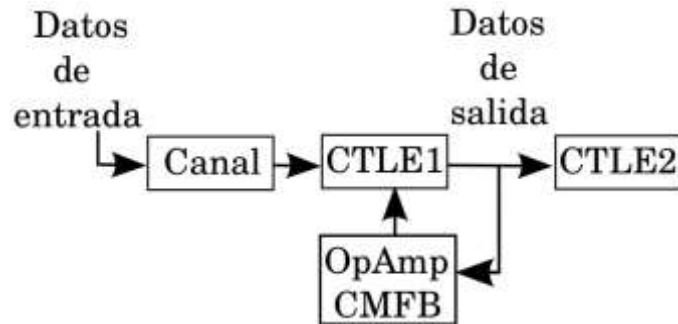 Datos
de
entrada
Datos
de
salida
Canal
CTLE1
CTLE2
OpAmp
CMFB